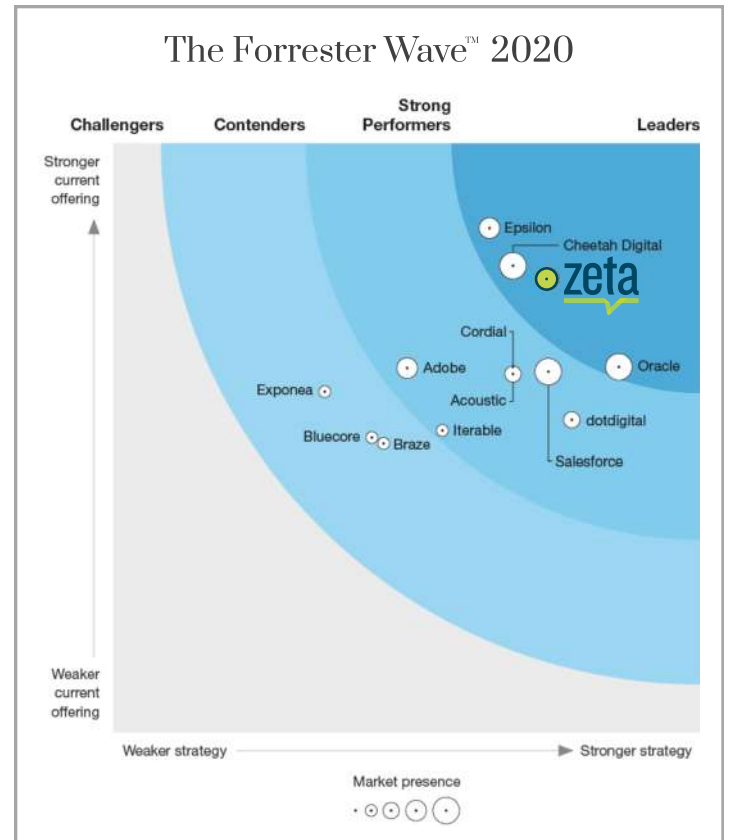 The Forrester Wave™ 2020
Challengers
Contenders
Strong
Performers
Leaders
Stronger
current
offering
Epsilon
Cheetah Digital
zeta
Cordial
Adobe
Oracle
Exponea
Acoustic
dotdigital
Bluecore
Braze
Iterable
Salesforce
Weaker
current
offering
Weaker strategy
Stronger strategy
Market presence